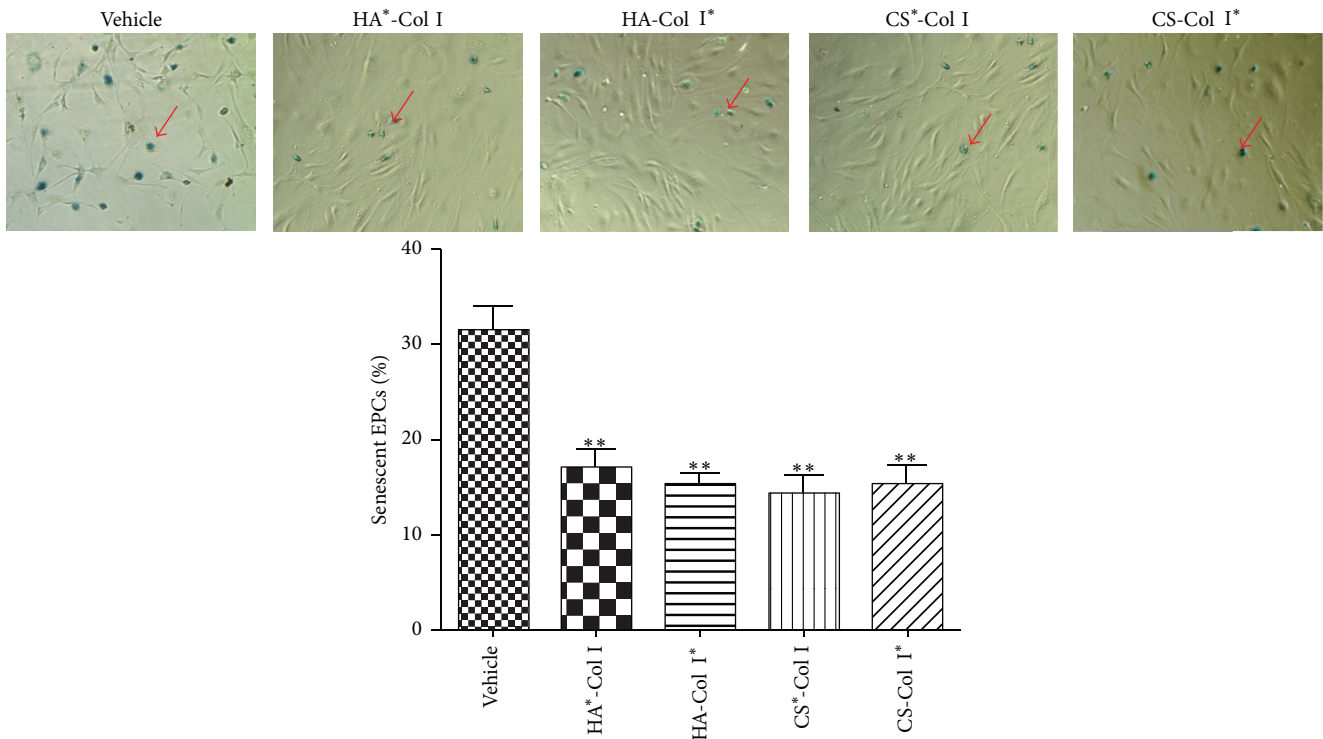 Vehicle HA*-Col I HA-Col I* CS*-Col I CS-Col I*
40
30
20
10
0
Senescent EPCs (%)
**
**
**
**
Vehicle
HA*-Col I
HA-Col I*
CS*-Col I
CS-Col I*